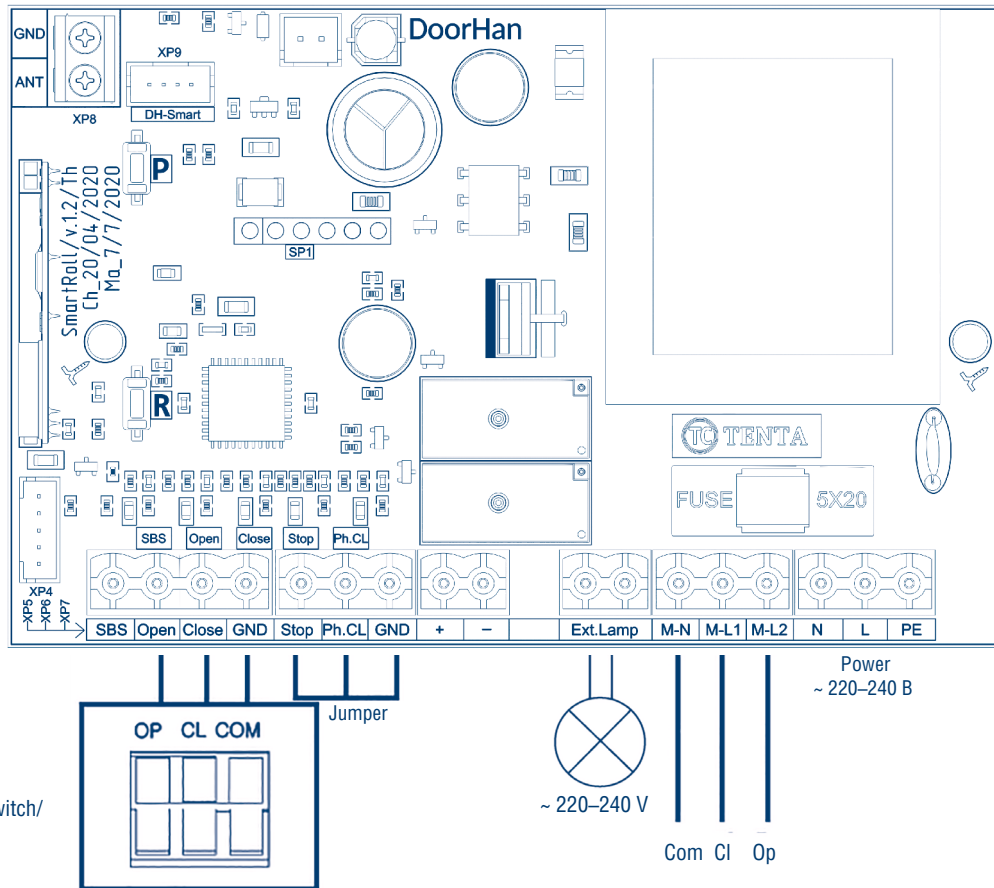 GND
ANT
XP8
XP9
DH-Smart
DoorHan
P
SmartRoll/v.1.2/Th
Ch_20/04/2020
Ma_7/7/2020
SP1
R
TC TENTA
FUSE 5X20
SBS Open Close Stop Ph.CL
XP4
XP5
XP6
XP7
SBS Open Close GND Stop Ph.CL GND + – Ext.Lamp M-N M-L1 M-L2 N L PE
Jumper
Power
~ 220–240 B
OP CL COM
witch/
~ 220–240 V
Com Cl Op